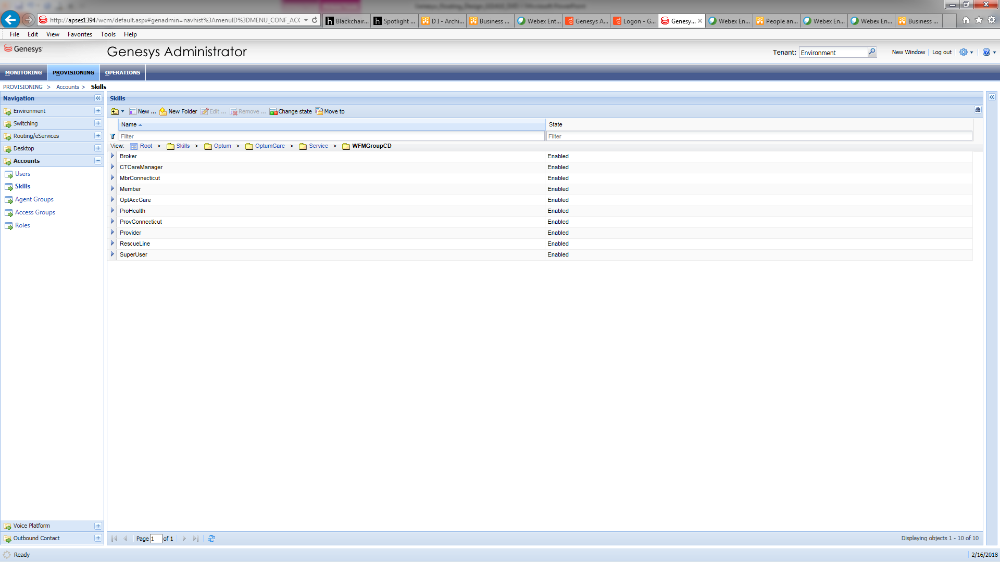 http://apses1394/wcm/default.aspx#genadmin=navhist%3AmenuID%3DMENU_CONF_ACC
Blackchair...
Spotlight ...
D I - Archi...
Business ...
Webex Ent...
Genesys A...
Logon - G...
Genesy...
Webex En...
People an...
Webex En...
Webex En...
Business ...
File Edit View Favorites Tools Help
Genesys
Genesys Administrator
Tenant: Environment
New Window Log out
MONITORING PROVISIONING OPERATIONS
PROVISIONING > Accounts > Skills
Navigation
Environment
Switching
Routing/eServices
Desktop
Accounts
Users
Skills
Agent Groups
Access Groups
Roles
Voice Platform
Outbound Contact
Skills
New ... New Folder Edit ... Remove ... Change state Move to
Name State
Filter Filter
View: Root > Skills > Optum > OptumCare > Service > WFMGroupCD
Broker Enabled
CTCareManager Enabled
MbrConnecticut Enabled
Member Enabled
OptAccCare Enabled
ProHealth Enabled
ProvConnecticut Enabled
Provider Enabled
RescueLine Enabled
SuperUser Enabled
Page 1 of 1
Displaying objects 1 - 10 of 10
Ready
2/16/2018